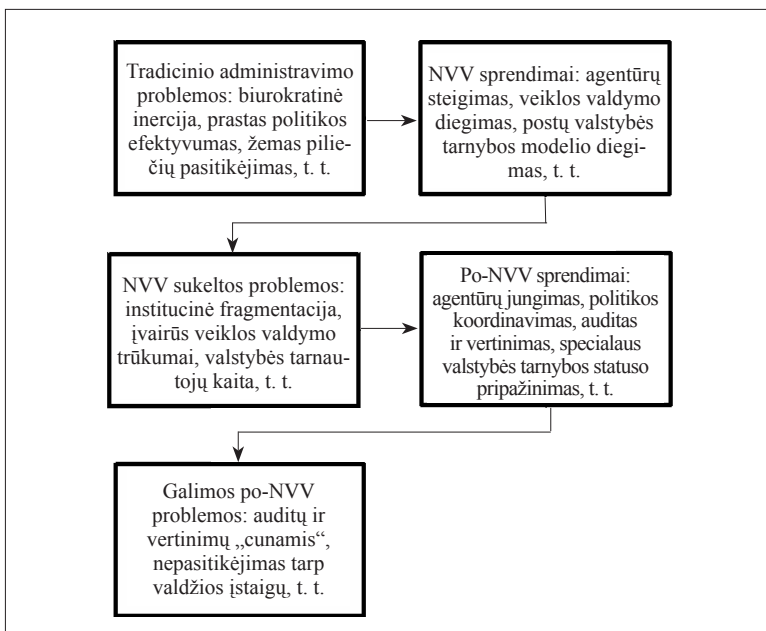 Tradicinio administravimo
problemos: biurokratinė
inercija, prastas politikos
efektyvumas, žemas pilie-
čių pasitikėjimas, t. t.
NVV sprendimai: agentūrų
steigimas, veiklos valdymo
diegimas, postų valstybės
tarnybos modelio diegi-
mas, t. t.
NVV sukeltos problemos:
institucinė fragmentacija,
įvairūs veiklos valdymo
trūkumai, valstybės tarnau-
tojų kaita, t. t.
Po-NVV sprendimai:
agentūrų jungimas, politikos
koordinavimas, auditas
ir vertinimas, specialaus
valstybės tarnybos statuso
pripažinimas, t. t.
Galimos po-NVV
problemos: auditų ir
vertinimų „cunamis“,
nepasitikėjimas tarp
valdžios įstaigų, t. t.